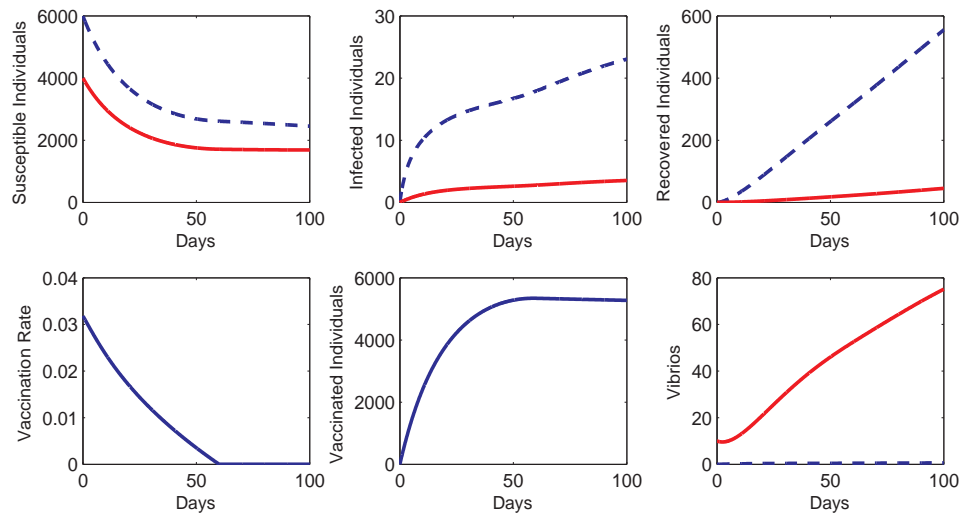 Susceptible Individuals
6000
4000
2000
0
0 50 100
Days
Infected Individuals
30
20
10
0
0 50 100
Days
Recovered Individuals
600
400
200
0
0 50 100
Days
Vaccination Rate
0.04
0.03
0.02
0.01
0
0 50 100
Days
Vaccinated Individuals
6000
4000
2000
0
0 50 100
Days
Vibrios
80
60
40
20
0
0 50 100
Days